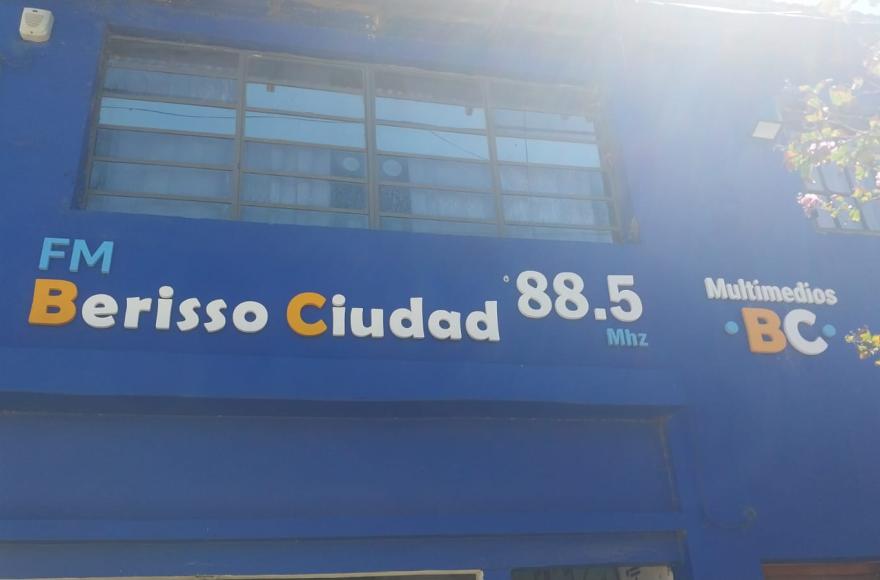 FM
Berisso Ciudad 88.5
Mhz
Multimedios
BC